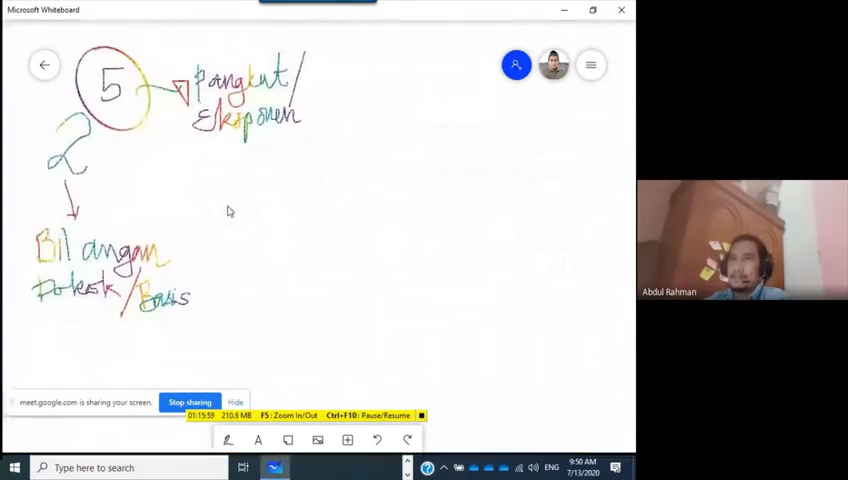 Microsoft Whiteboard
5
Pangkut/
Eksponen
2
Bilangan
Pokok/Basis
Abdul Rahman
meet.google.com is sharing your screen.
Stop sharing
Hide
01:15:59
210.9 MB
F5: Zoom In/Out
Ctrl+F10: Pause/Resume
A
Type here to search
ENG
9:50 AM
7/13/2020